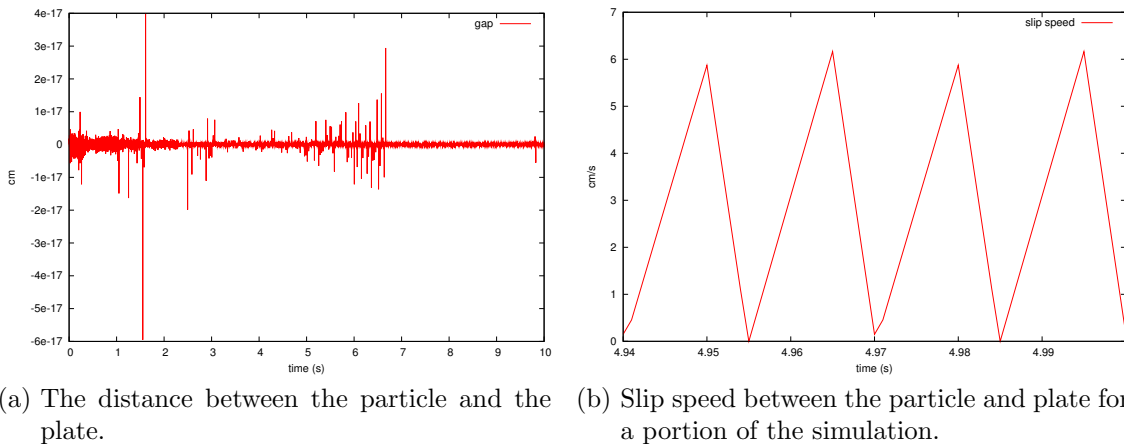 4e-17
3e-17
2e-17
1e-17
0
-1e-17
-2e-17
-3e-17
-4e-17
-5e-17
-6e-17
cm
gap
0 1 2 3 4 5 6 7 8 9 10
time (s)
7
6
5
4
3
2
1
0
cm/s
slip speed
4.94 4.95 4.96 4.97 4.98 4.99
time (s)
(a) The distance between the particle and the
plate.
(b) Slip speed between the particle and plate for
a portion of the simulation.